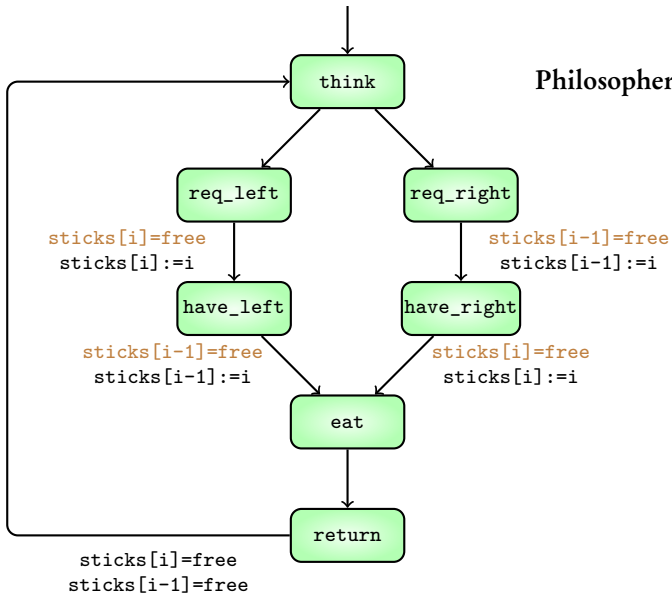 think
Philosopher
req_left
req_right
sticks[i]=free
sticks[i]:=i
sticks[i-1]=free
sticks[i-1]:=i
have_left
have_right
sticks[i-1]=free
sticks[i-1]:=i
sticks[i]=free
sticks[i]:=i
eat
return
sticks[i]=free
sticks[i-1]=free